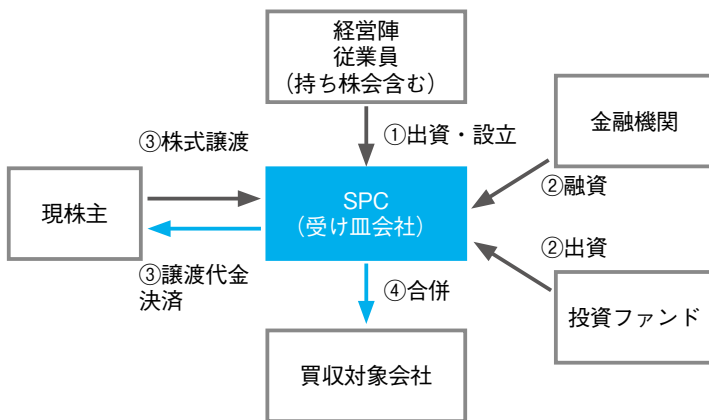 経営陣
従業員
（持ち株会含む）
①出資・設立
金融機関
②融資
③株式譲渡
現株主
SPC
（受け皿会社）
③譲渡代金
決済
②出資
投資ファンド
④合併
買収対象会社